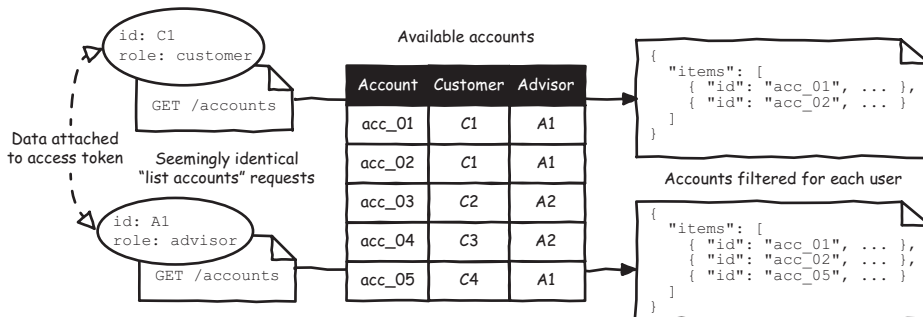 id: C1
role: customer
GET /accounts
Data attached
to access token
Seemingly identical
"list accounts" requests
id: A1
role: advisor
GET /accounts
Available accounts
Account Customer Advisor
acc_01 C1 A1
acc_02 C1 A1
acc_03 C2 A2
acc_04 C3 A2
acc_05 C4 A1
{
"items": [
{ "id": "acc_01", ... },
{ "id": "acc_02", ... }
]
}
Accounts filtered for each user
{
"items": [
{ "id": "acc_01", ... },
{ "id": "acc_02", ... },
{ "id": "acc_05", ... }
]
}